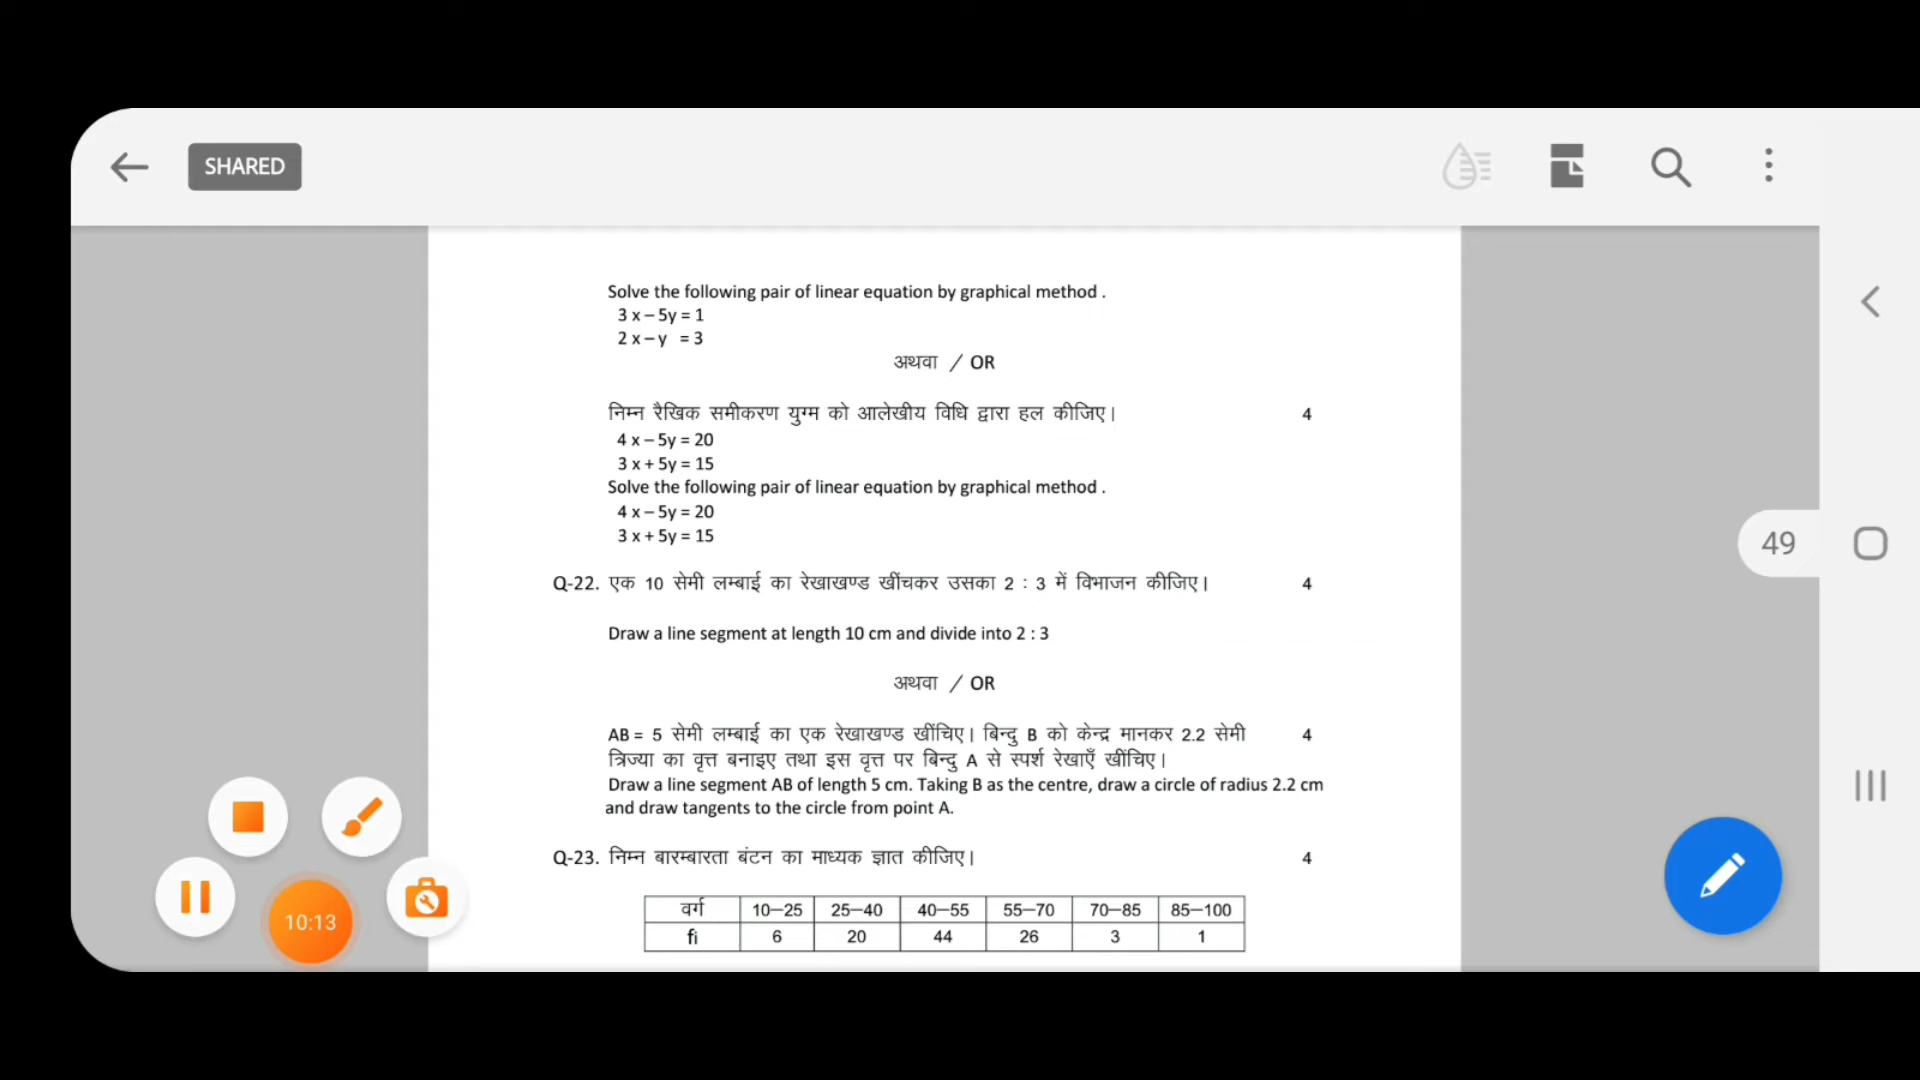 SHARED
Solve the following pair of linear equation by graphical method .
3 x – 5y = 1
2 x – y = 3
अथवा / OR
निम्न रैखिक समीकरण युग्म को आलेखीय विधि द्वारा हल कीजिए। 4
4 x – 5y = 20
3 x + 5y = 15
Solve the following pair of linear equation by graphical method .
4 x – 5y = 20
3 x + 5y = 15
49
Q-22. एक 10 सेमी लम्बाई का रेखाखण्ड खींचकर उसका 2 : 3 में विभाजन कीजिए। 4
Draw a line segment at length 10 cm and divide into 2 : 3
अथवा / OR
AB = 5 सेमी लम्बाई का एक रेखाखण्ड खींचिए। बिन्दु B को केन्द्र मानकर 2.2 सेमी 4
त्रिज्या का वृत्त बनाइए तथा इस वृत्त पर बिन्दु A से स्पर्श रेखाएँ खींचिए।
Draw a line segment AB of length 5 cm. Taking B as the centre, draw a circle of radius 2.2 cm
and draw tangents to the circle from point A.
Q-23. निम्न बारम्बारता बंटन का माध्यक ज्ञात कीजिए। 4
वर्ग 10–25 25–40 40–55 55–70 70–85 85–100
fi 6 20 44 26 3 1
10:13